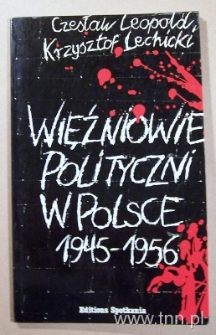 Czesław Leopold,
Krzysztof Lechicki
WIĘŹNIOWIE
POLITYCZNI
W POLSCE
1945-1956
Editions Spotkania
www.tnn.pl